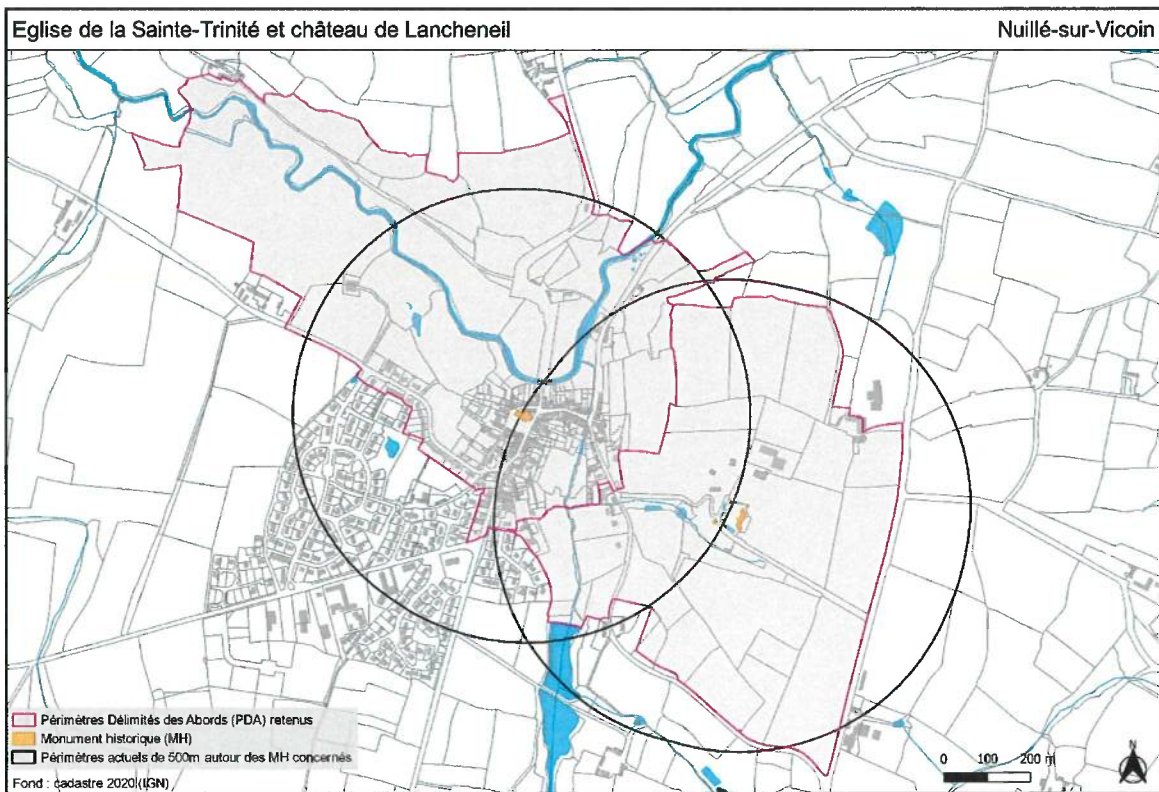 Eglise de la Sainte-Trinité et château de Lancheneil
Nuillé-sur-Vicoin
Périmètres Délimités des Abords (PDA) retenus
Monument historique (MH)
Périmètres actuels de 500m autour des MH concernés
Fond : cadastre 2020 (IGN)
0 100 200 m
N